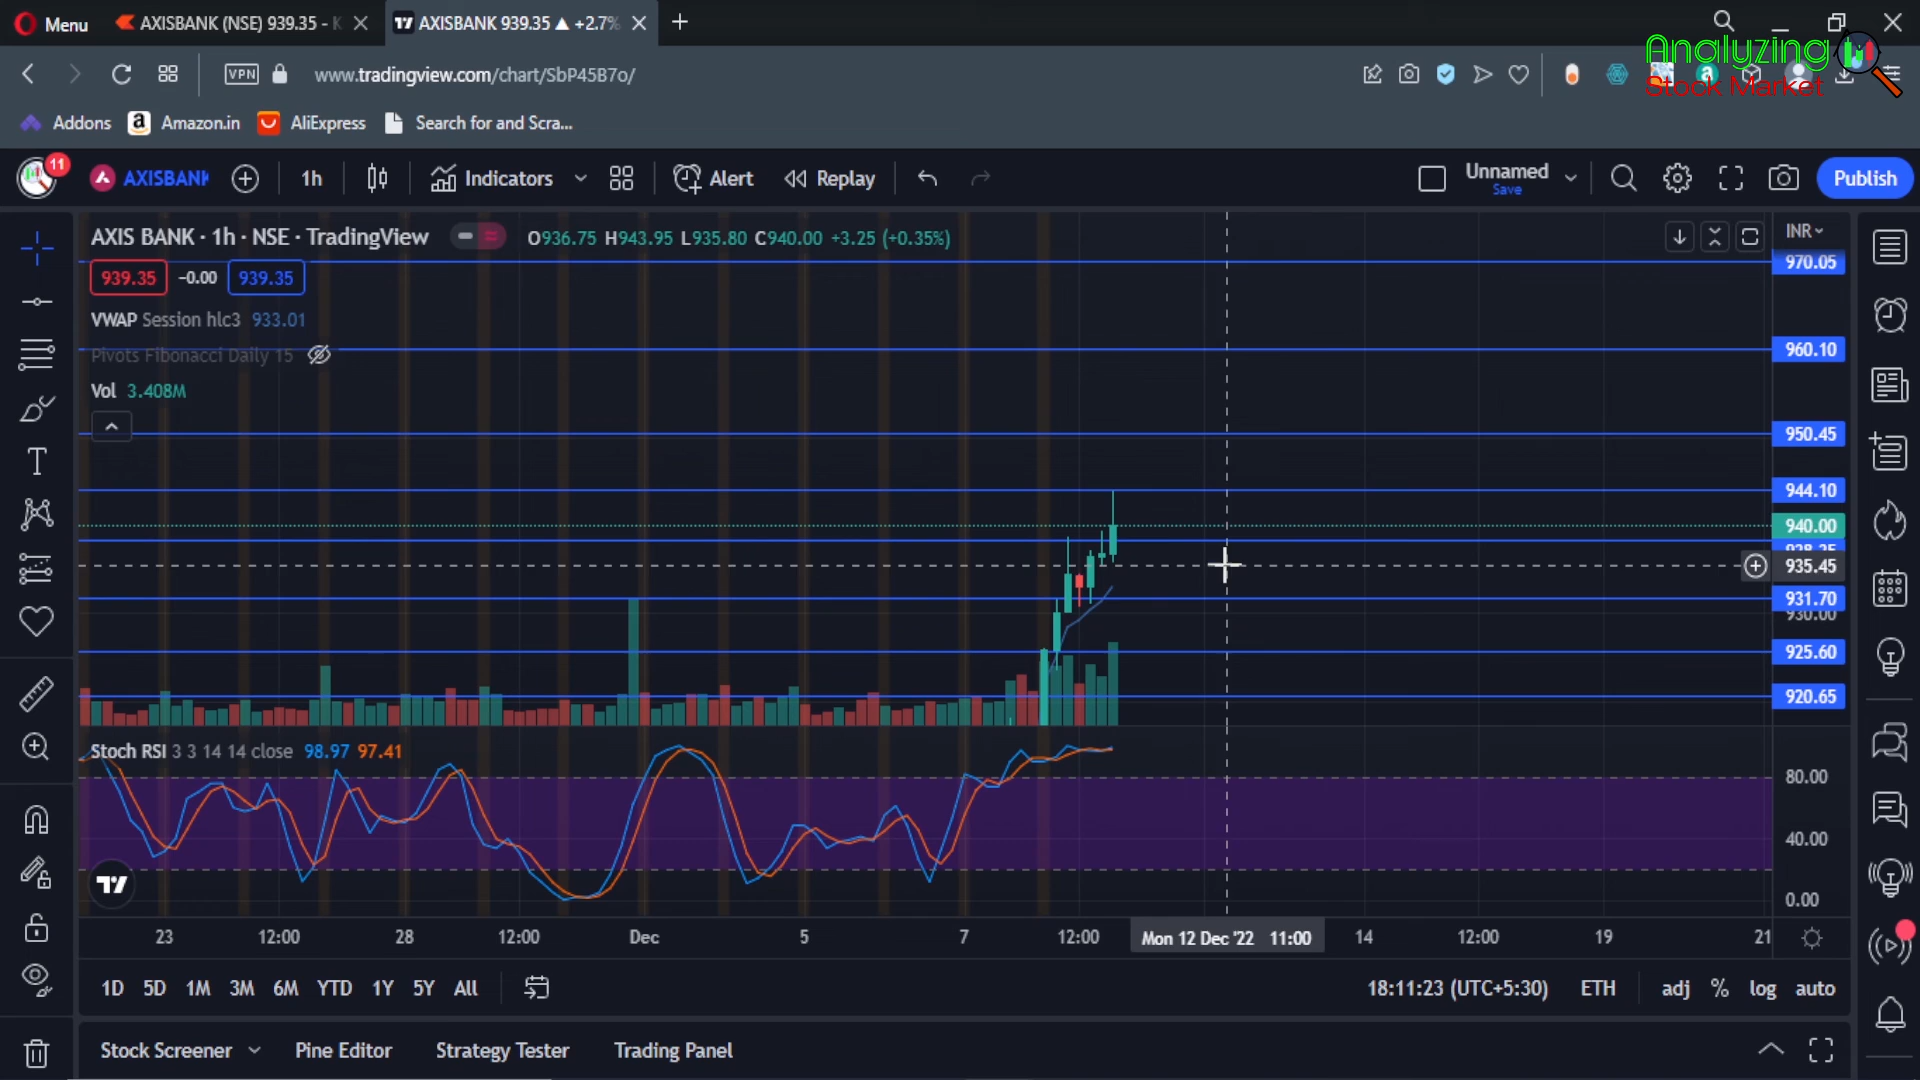 Menu
AXISBANK (NSE) 939.35 - K
AXISBANK 939.35 ▲ +2.7%
Analyzing
Stock Market
VPN
www.tradingview.com/chart/SbP45B7o/
Addons
Amazon.in
AliExpress
Search for and Scra...
11
AXISBANK
1h
Indicators
Alert
Replay
Unnamed
Save
Publish
AXIS BANK · 1h · NSE · TradingView
O936.75 H943.95 L935.80 C940.00 +3.25 (+0.35%)
INR
939.35 -0.00 939.35
VWAP Session hlc3 933.01
Pivots Fibonacci Daily 15
Vol 3.408M
970.05
960.10
950.45
944.10
940.00
935.45
931.70
930.00
925.60
920.65
Stoch RSI 3 3 14 14 close 98.97 97.41
80.00
40.00
0.00
23 12:00 28 12:00 Dec 5 7 12:00 Mon 12 Dec '22 11:00 14 12:00 19 21
1D 5D 1M 3M 6M YTD 1Y 5Y All
18:11:23 (UTC+5:30) ETH adj % log auto
Stock Screener
Pine Editor
Strategy Tester
Trading Panel